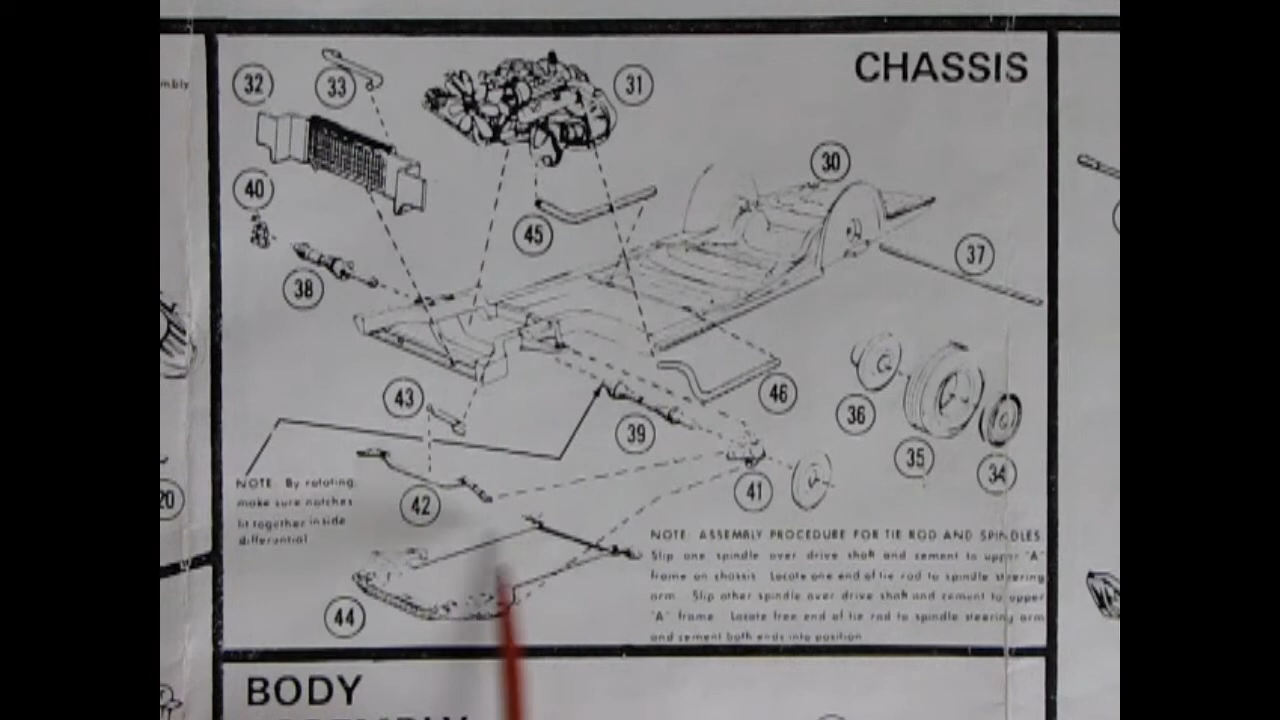 mbly
CHASSIS
32
33
31
30
40
45
37
38
43
46
36
39
35
34
42
41
20
44
NOTE By rotating,
make sure notches
fit together inside
differential
NOTE: ASSEMBLY PROCEDURE FOR TIE ROD AND SPINDLES
Slip one spindle over drive shaft and cement to upper "A"
frame on chassis Locate one end of tie rod to spindle steering
arm Slip other spindle over drive shaft and cement to upper
"A" frame Locate free end of tie rod to spindle steering arm
and cement both ends into position
BODY
ASSEMBLY